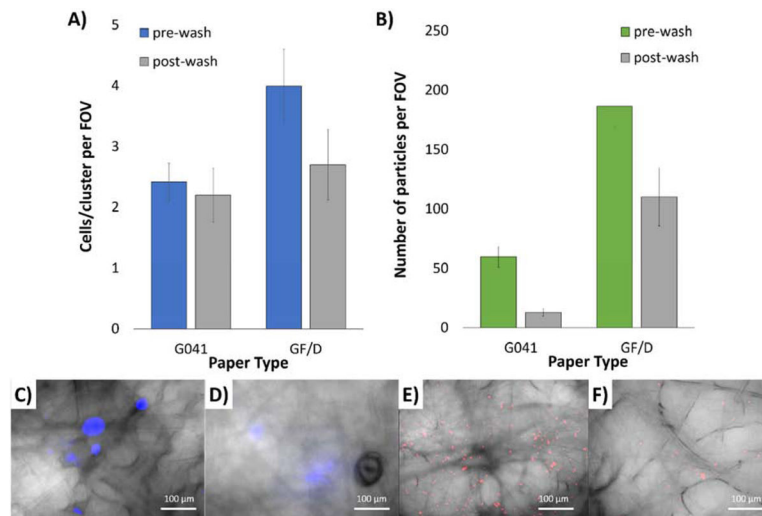 A)
Cells/cluster per FOV
5
4
3
2
1
0
pre-wash
post-wash
G041
GF/D
Paper Type
B)
Number of particles per FOV
250
200
150
100
50
0
pre-wash
post-wash
G041
GF/D
Paper Type
C)
100 µm
D)
100 µm
E)
100 µm
F)
100 µm